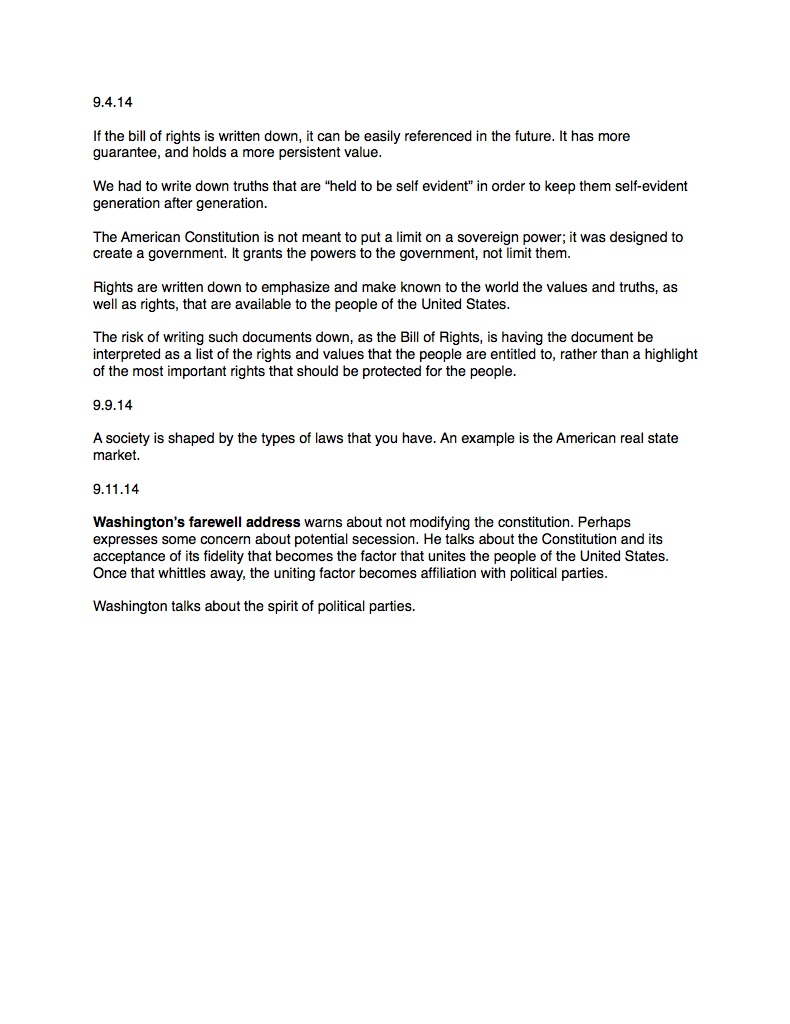 9.4.14
If the bill of rights is written down, it can be easily referenced in the future. It has more
guarantee, and holds a more persistent value.
We had to write down truths that are “held to be self evident” in order to keep them self-evident
generation after generation.
The American Constitution is not meant to put a limit on a sovereign power; it was designed to
create a government. It grants the powers to the government, not limit them.
Rights are written down to emphasize and make known to the world the values and truths, as
well as rights, that are available to the people of the United States.
The risk of writing such documents down, as the Bill of Rights, is having the document be
interpreted as a list of the rights and values that the people are entitled to, rather than a highlight
of the most important rights that should be protected for the people.
9.9.14
A society is shaped by the types of laws that you have. An example is the American real state
market.
9.11.14
Washington’s farewell address warns about not modifying the constitution. Perhaps
expresses some concern about potential secession. He talks about the Constitution and its
acceptance of its fidelity that becomes the factor that unites the people of the United States.
Once that whittles away, the uniting factor becomes affiliation with political parties.
Washington talks about the spirit of political parties.